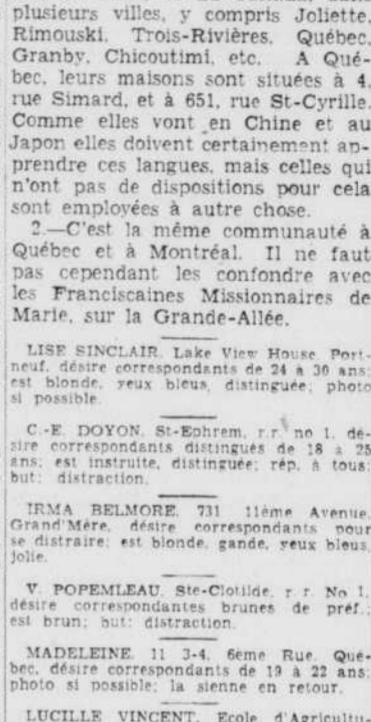 plusieurs villes, y compris Joliette,
Rimouski, Trois-Rivières, Québec,
Granby, Chicoutimi, etc. A Qué-
bec, leurs maisons sont situées à 4,
rue Simard, et à 651, rue St-Cyrille.
Comme elles vont en Chine et au
Japon elles doivent certainement ap-
prendre ces langues, mais celles qui
n'ont pas de dispositions pour cela
sont employées à autre chose.
2.—C'est la même communauté à
Québec et à Montréal. Il ne faut
pas cependant les confondre avec
les Franciscaines Missionnaires de
Marie, sur la Grande-Allée.
LISE SINCLAIR, Lake View House, Port-
neuf, désire correspondants de 24 à 30 ans;
est blonde, yeux bleus, distinguée; photo
si possible.
C.-E. DOYON, St-Ephrem, r.r. no 1, dé-
sire correspondants distingués de 18 à 25
ans; est instruite, distinguée; rép. à tous;
but: distraction.
IRMA BELMORE, 731 11ème Avenue,
Grand'Mère, désire correspondants pour
se distraire; est blonde, gande, yeux bleus,
jolie.
V. POPEMLEAU, Ste-Clotilde, r. r. No 1,
désire correspondantes brunes de préf.;
est brun; but: distraction.
MADELEINE, 11 3-4, 6ème Rue, Qué-
bec, désire correspondants de 19 à 22 ans;
photo si possible; la sienne en retour.
LUCILLE VINCENT, Ecole d'Agricultu-